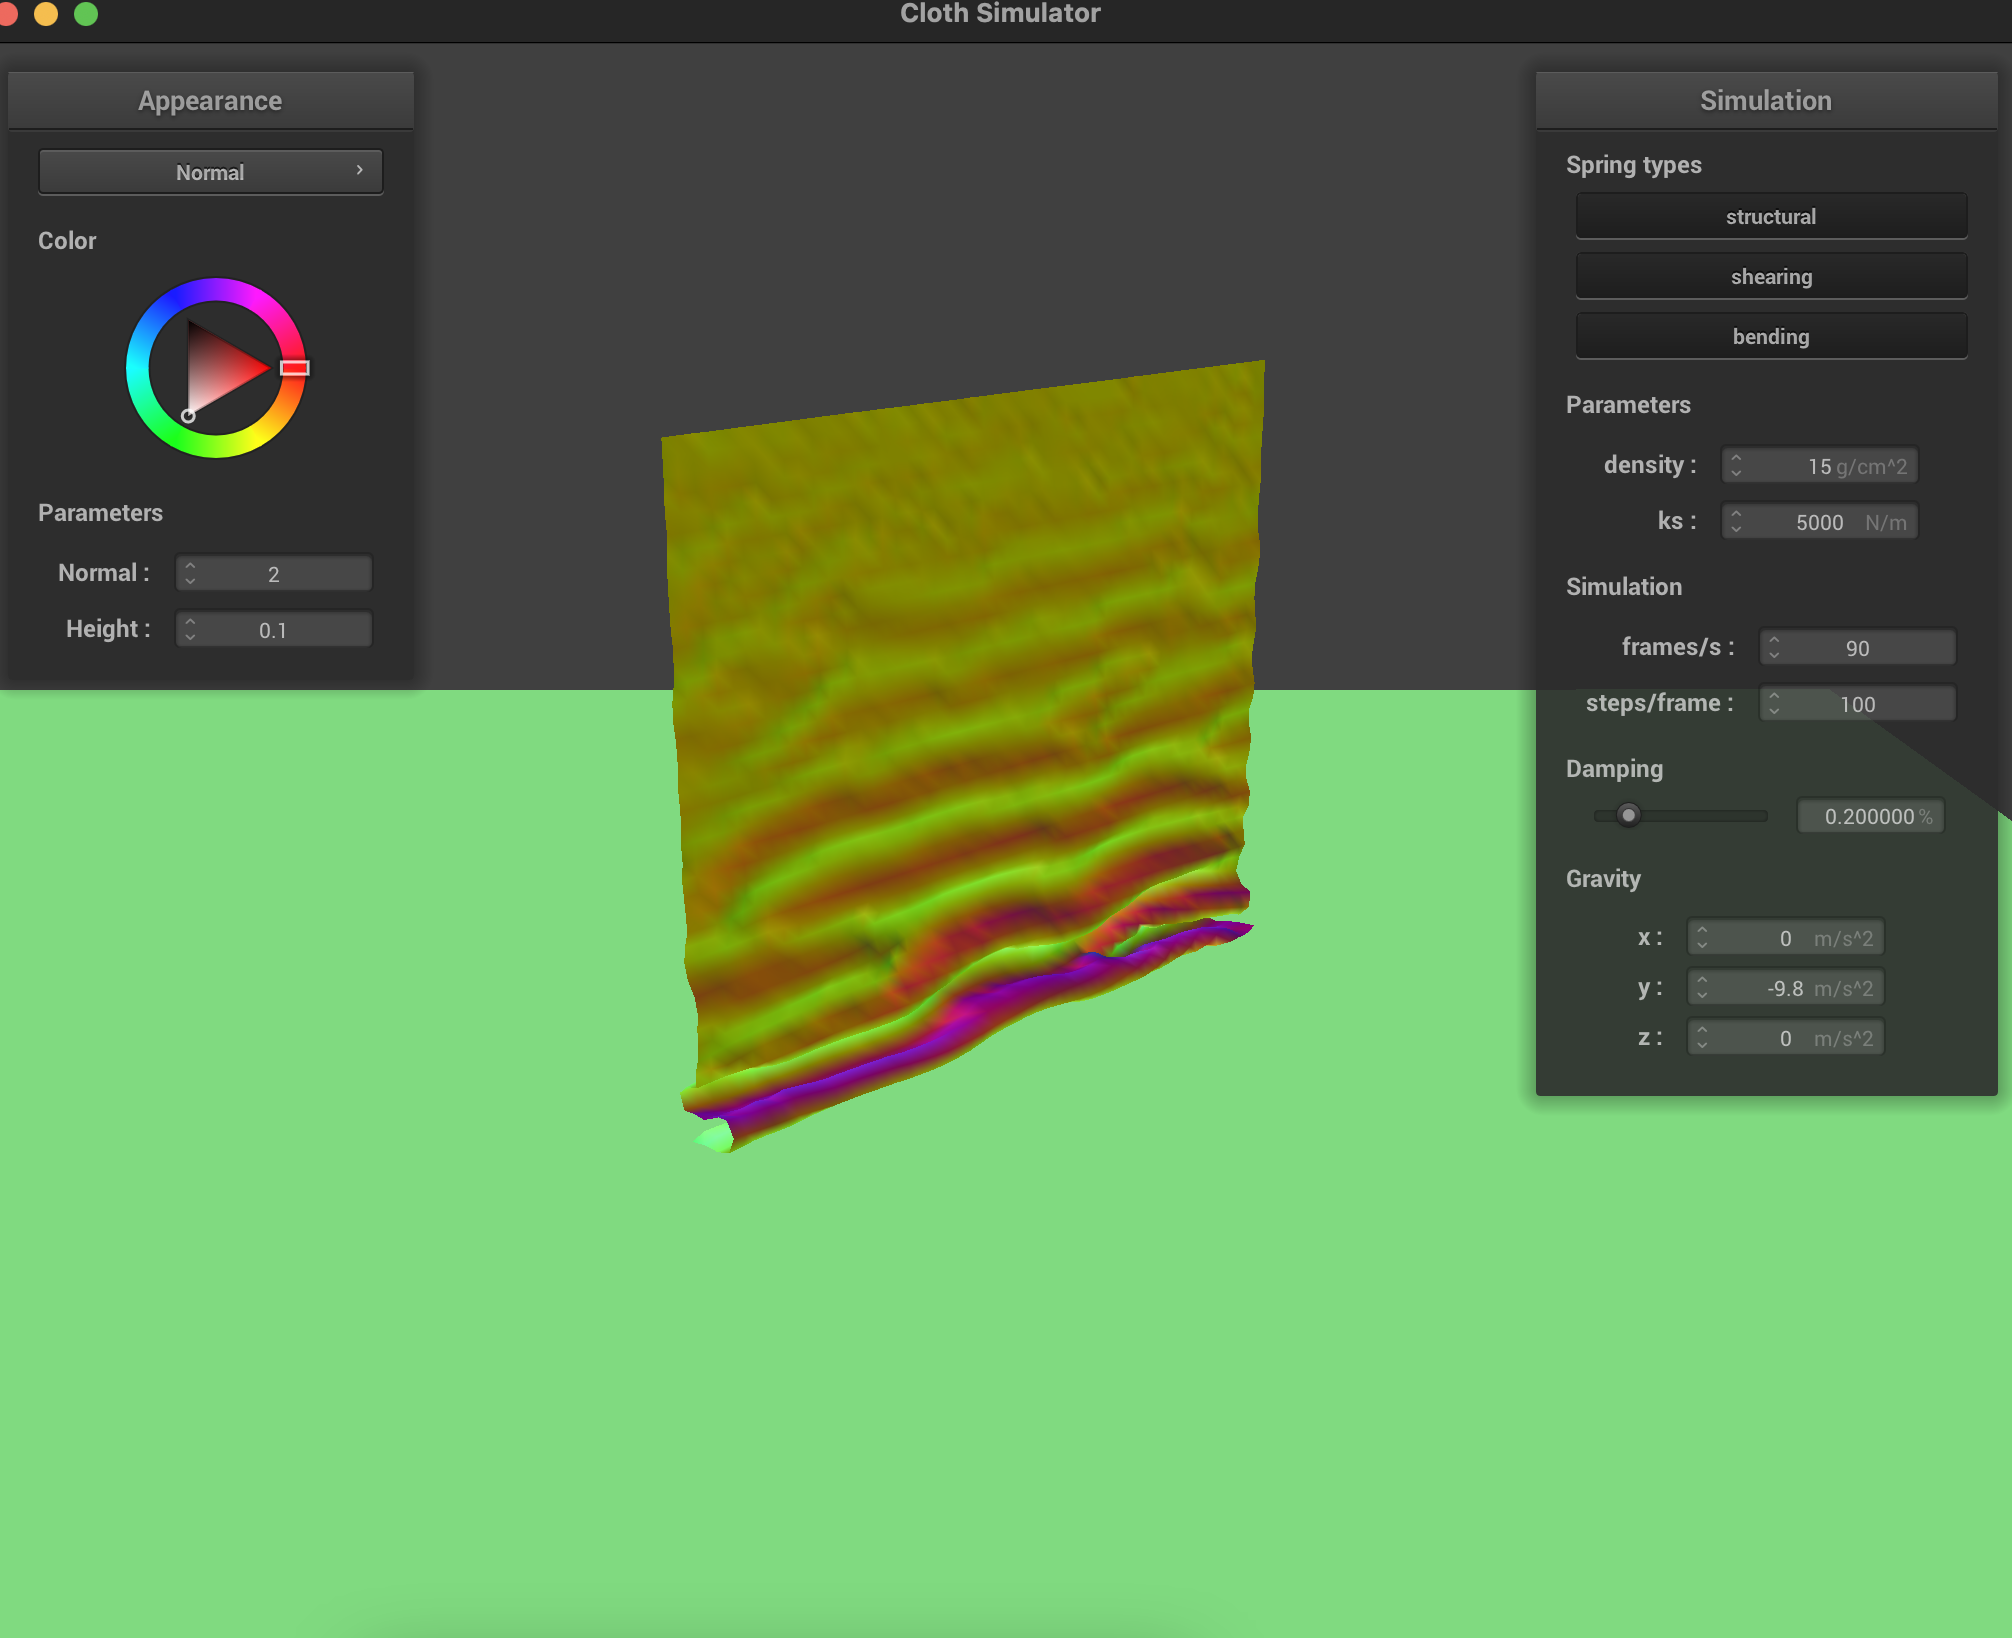 Cloth Simulator
Appearance
Normal
Color
Parameters
Normal : 2
Height : 0.1
Simulation
Spring types
structural
shearing
bending
Parameters
density : 15 g/cm^2
ks : 5000 N/m
Simulation
frames/s : 90
steps/frame : 100
Damping
0.200000 %
Gravity
x : 0 m/s^2
y : -9.8 m/s^2
z : 0 m/s^2